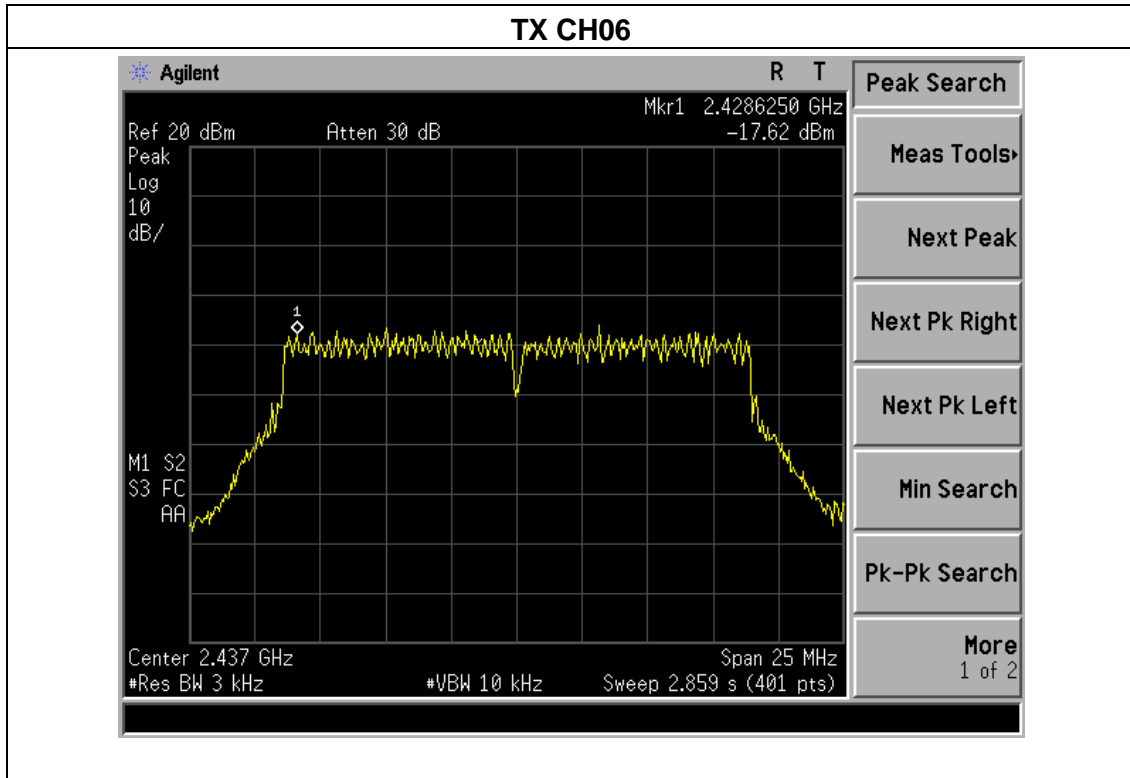 TX CH06
Agilent R T
Mkr1 2.4286250 GHz
Ref 20 dBm Atten 30 dB -17.62 dBm
Peak
Log
10
dB/
1
M1 S2
S3 FC
AA
Center 2.437 GHz Span 25 MHz
#Res BW 3 kHz #VBW 10 kHz Sweep 2.859 s (401 pts)
Peak Search
Meas Tools
Next Peak
Next Pk Right
Next Pk Left
Min Search
Pk-Pk Search
More
1 of 2